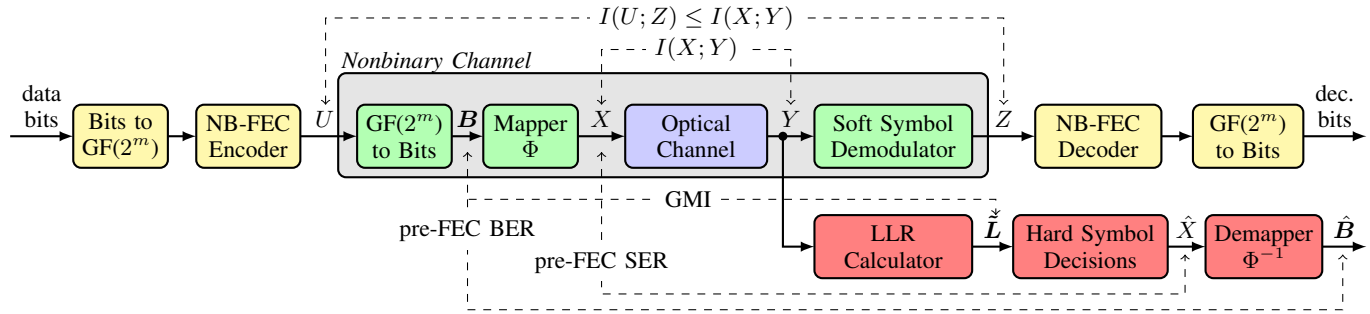 I(U; Z) ≤ I(X; Y)
I(X; Y)
Nonbinary Channel
data
bits
Bits to
GF(2^m)
NB-FEC
Encoder
U
GF(2^m)
to Bits
B
Mapper
Φ
X
Optical
Channel
Y
Soft Symbol
Demodulator
Z
NB-FEC
Decoder
GF(2^m)
to Bits
dec.
bits
GMI
pre-FEC BER
pre-FEC SER
LLR
Calculator
L̃
Hard Symbol
Decisions
X̂
Demapper
Φ⁻¹
B̂